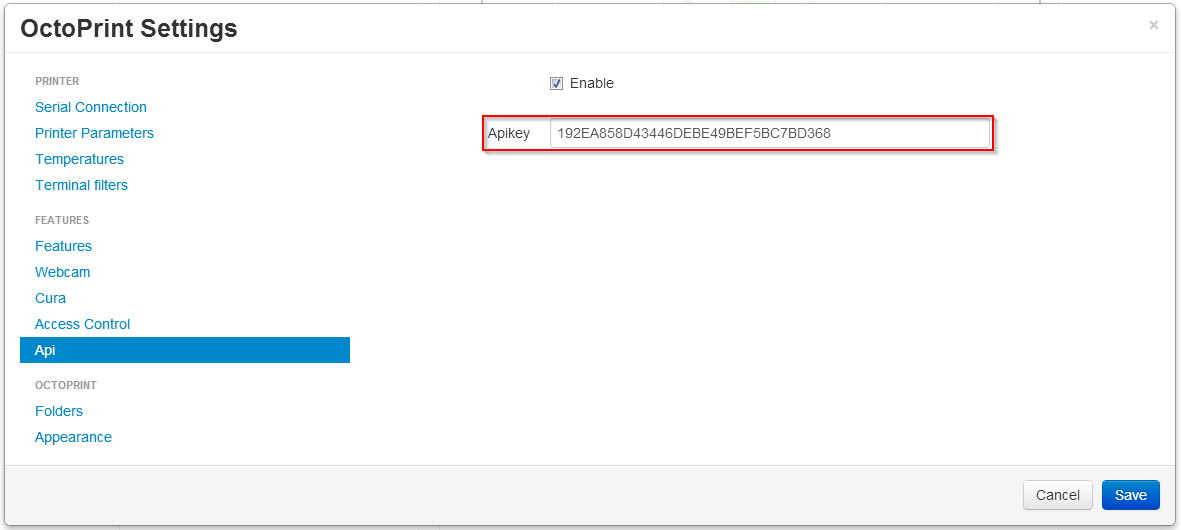 OctoPrint Settings
×
PRINTER
Serial Connection
Printer Parameters
Temperatures
Terminal filters
FEATURES
Features
Webcam
Cura
Access Control
Api
OCTOPRINT
Folders
Appearance
Enable
Apikey 192EA858D43446DEBE49BEF5BC7BD368
Cancel Save